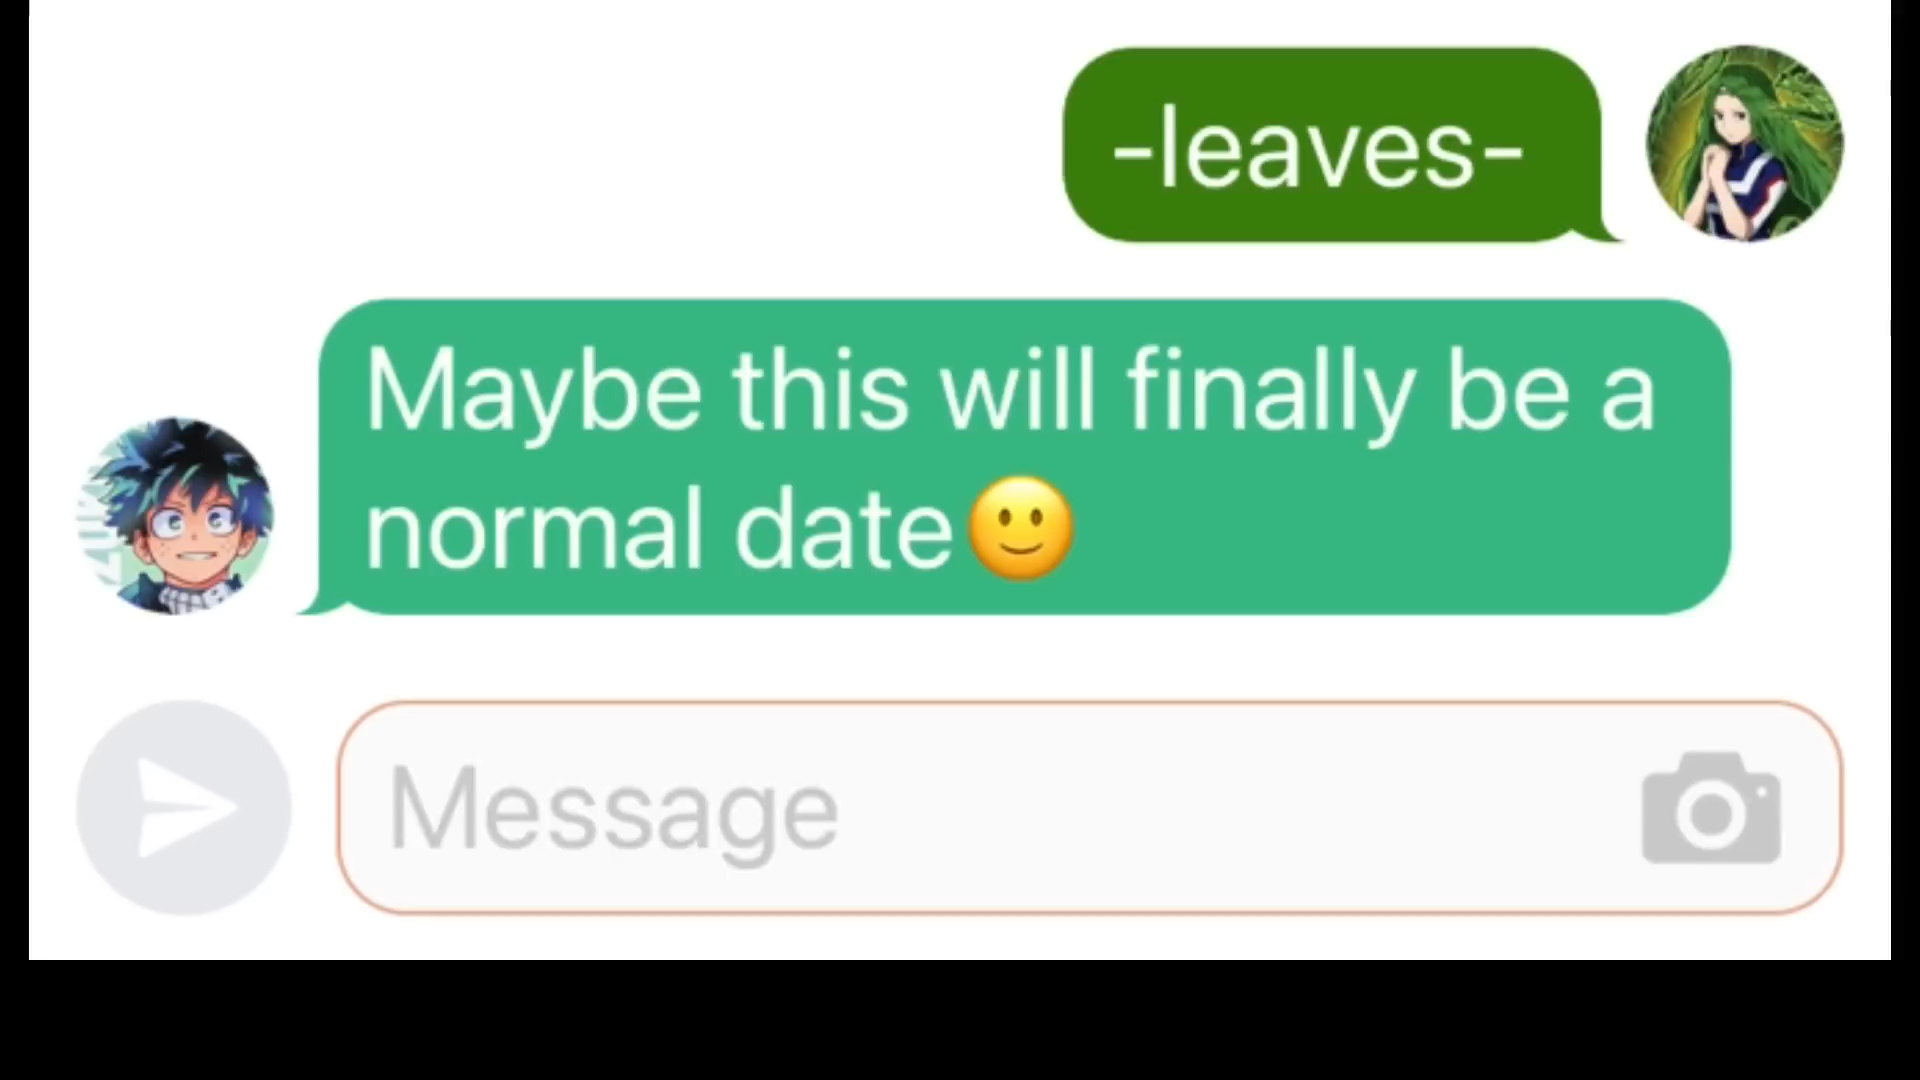 -leaves-
Maybe this will finally be a
normal date🙂
Message